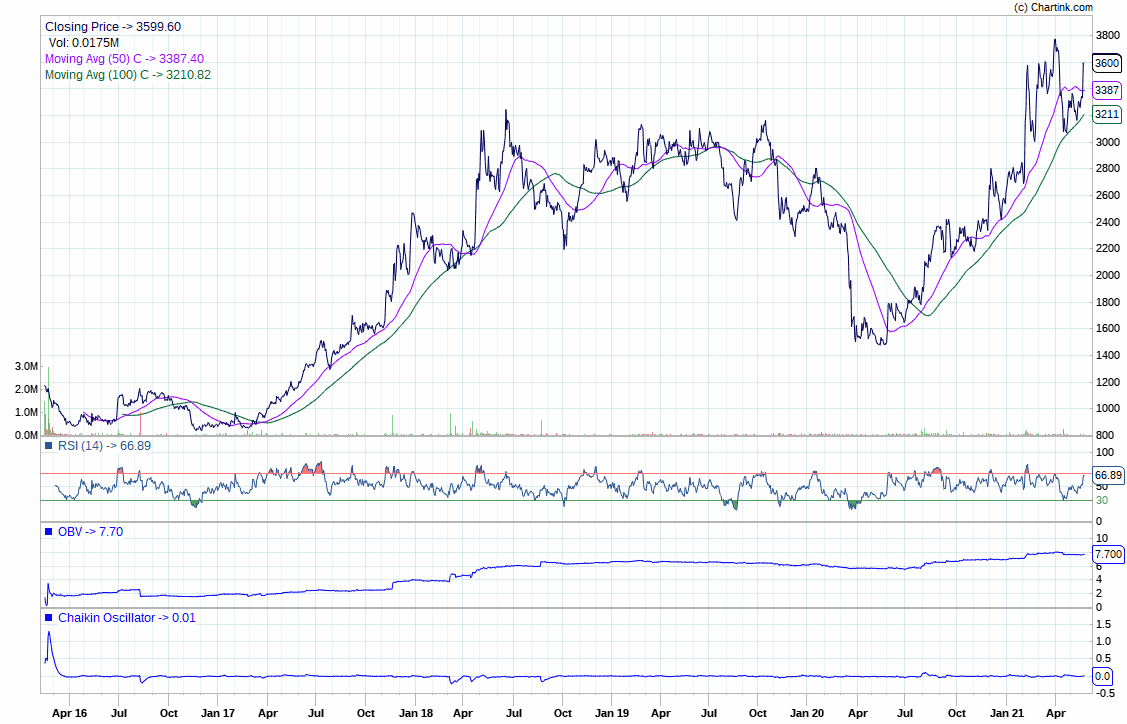 (c) Chartink.com
Closing Price -> 3599.60
Vol: 0.0175M
Moving Avg (50) C -> 3387.40
Moving Avg (100) C -> 3210.82
3800
3600
3387
3211
3000
2800
2600
2400
2200
2000
1800
1600
1400
1200
1000
800
3.0M
2.0M
1.0M
0.0M
RSI (14) -> 66.89
100
66.89
50
30
0
OBV -> 7.70
10
7.700
6
4
2
0
Chaikin Oscillator -> 0.01
1.5
1.0
0.5
0.0
-0.5
Apr 16 Jul Oct Jan 17 Apr Jul Oct Jan 18 Apr Jul Oct Jan 19 Apr Jul Oct Jan 20 Apr Jul Oct Jan 21 Apr